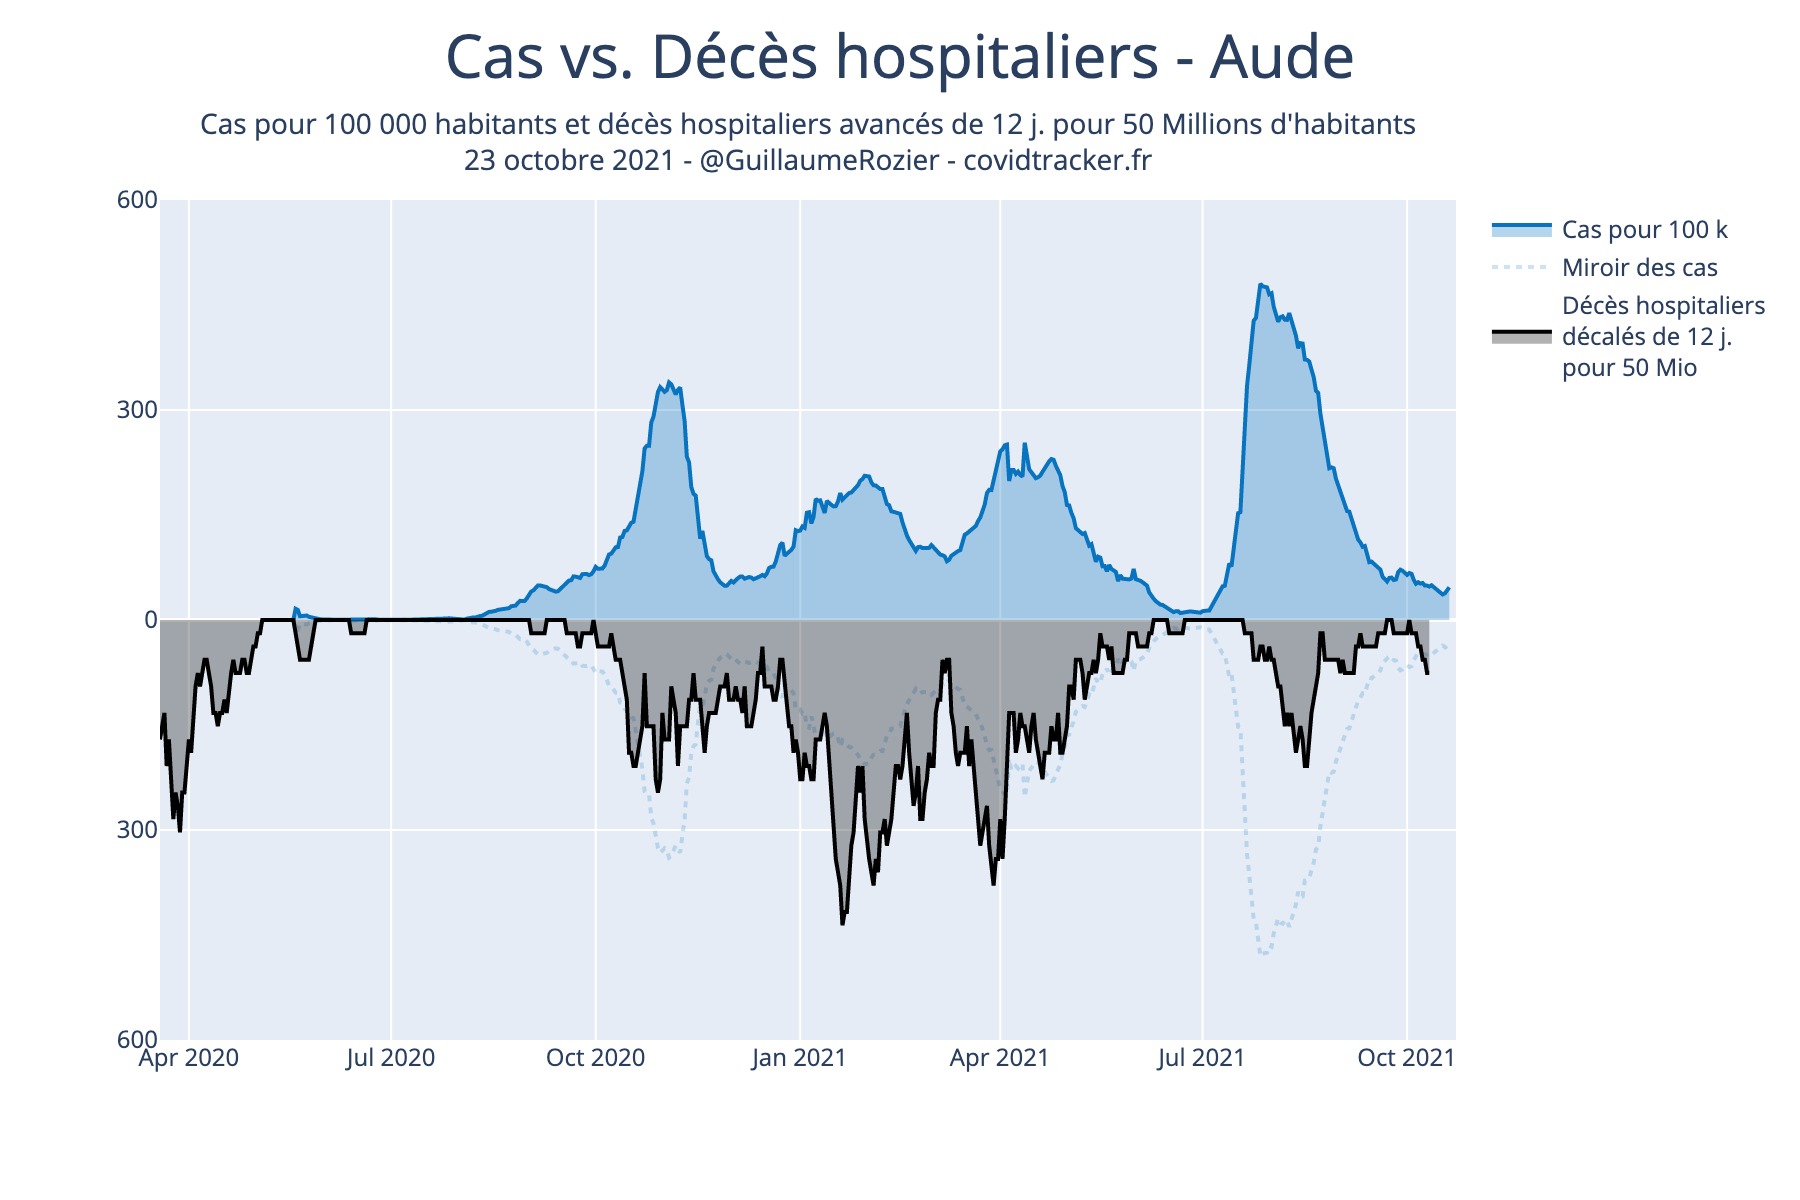 Cas vs. Décès hospitaliers - Aude
Cas pour 100 000 habitants et décès hospitaliers avancés de 12 j. pour 50 Millions d'habitants
23 octobre 2021 - @GuillaumeRozier - covidtracker.fr
600
300
0
300
600
Apr 2020
Jul 2020
Oct 2020
Jan 2021
Apr 2021
Jul 2021
Oct 2021
Cas pour 100 k
Miroir des cas
Décès hospitaliers
décalés de 12 j.
pour 50 Mio